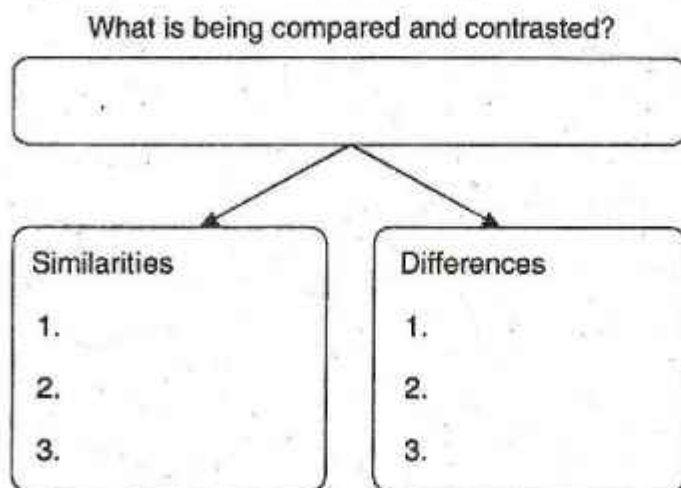 What is being compared and contrasted?
Similarities
1.
2.
3.
Differences
1.
2.
3.